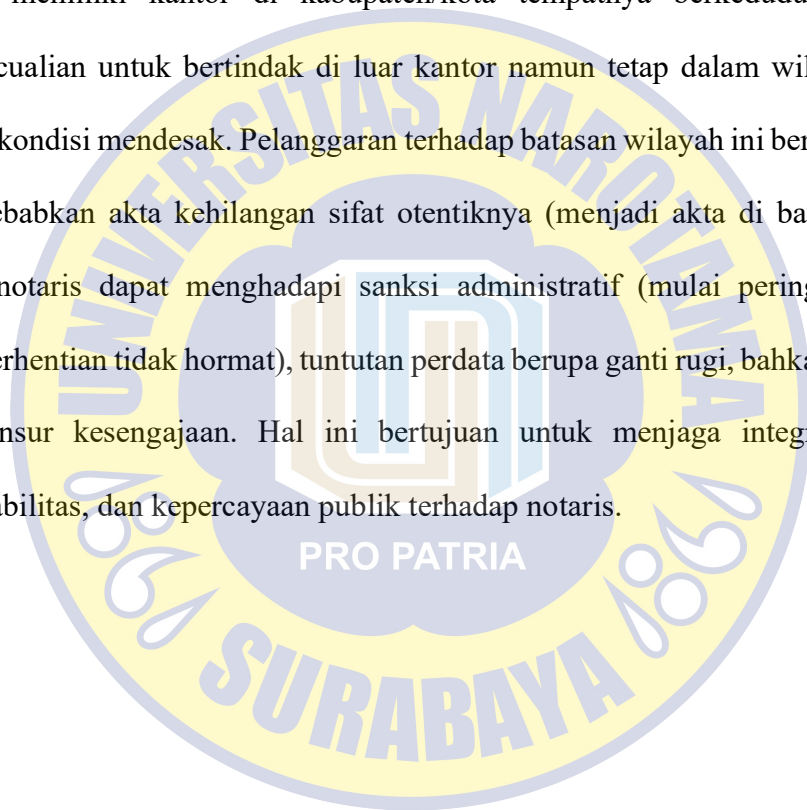 memiliki kantor di kabupaten/kota tempatnya berkedudu
cualian untuk bertindak di luar kantor namun tetap dalam wil
kondisi mendesak. Pelanggaran terhadap batasan wilayah ini ber
ebabkan akta kehilangan sifat otentiknya (menjadi akta di ba
notaris dapat menghadapi sanksi administratif (mulai pering
erhentian tidak hormat), tuntutan perdata berupa ganti rugi, bahka
nsur kesengajaan. Hal ini bertujuan untuk menjaga integr
abilitas, dan kepercayaan publik terhadap notaris.
UNIVERSITAS NAROTAMA
PRO PATRIA
SURABAYA